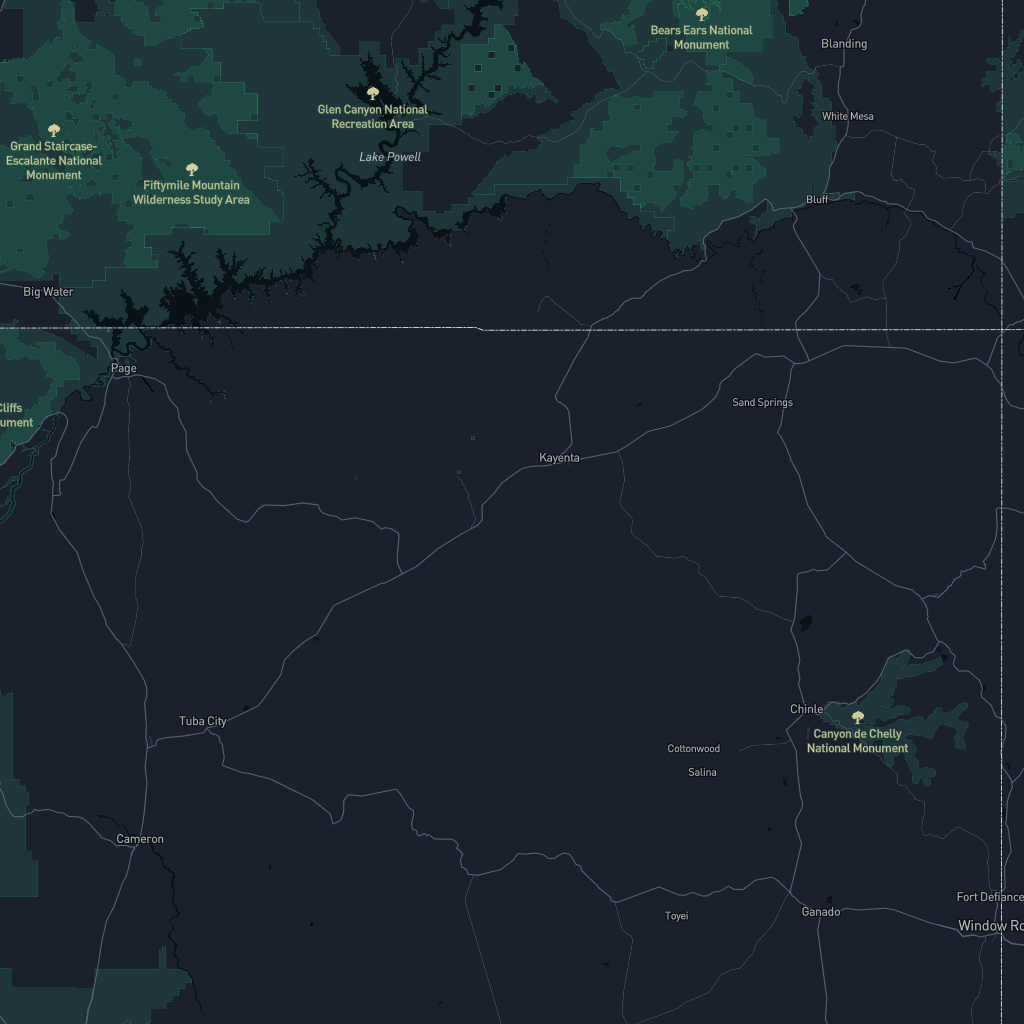 Bears Ears National
Monument
Blanding
Glen Canyon National
Recreation Area
White Mesa
Grand Staircase-
Escalante National
Monument
Lake Powell
Fiftymile Mountain
Wilderness Study Area
Bluff
Big Water
Page
Cliffs
ument
Sand Springs
Kayenta
Chinle
Tuba City
Canyon de Chelly
National Monument
Cottonwood
Salina
Cameron
Fort Defiance
Toyei
Ganado
Window Ro